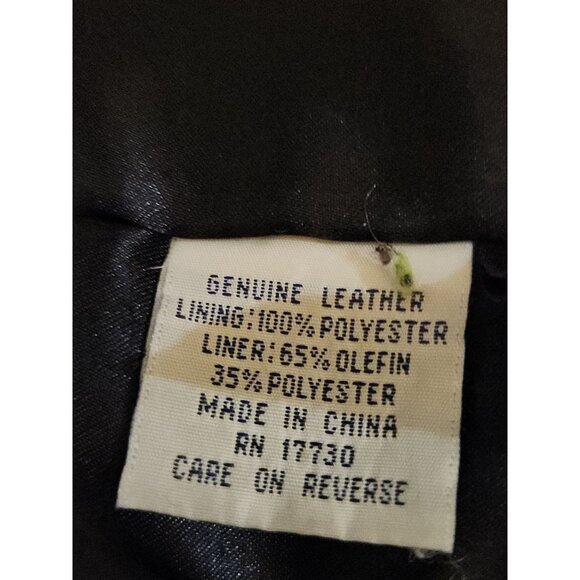 GENUINE LEATHER
LINING:100% POLYESTER
LINER:65% OLEFIN
35% POLYESTER
MADE IN CHINA
RN 17730
CARE ON REVERSE